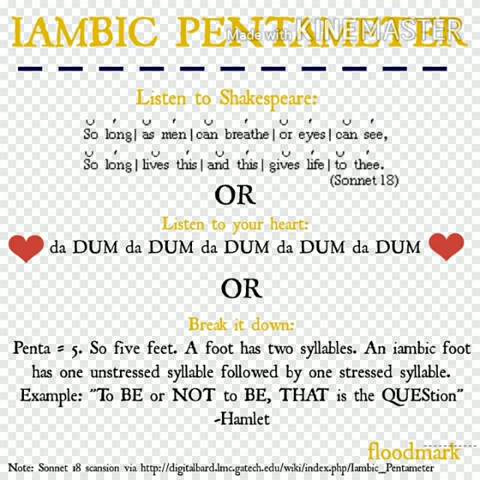 IAMBIC PENTAMETER
Made with KINEMASTER
Listen to Shakespeare:
So long| as men|can breathe|or eyes|can see,
So long|lives this|and this|gives life|to thee.
(Sonnet 18)
OR
Listen to your heart:
da DUM da DUM da DUM da DUM da DUM
OR
Break it down:
Penta = 5. So five feet. A foot has two syllables. An iambic foot
has one unstressed syllable followed by one stressed syllable.
Example: "To BE or NOT to BE, THAT is the QUEStion"
-Hamlet
floodmark
Note: Sonnet 18 scansion via http://digitalbard.lmc.gatech.edu/wiki/index.php/Iambic_Pentameter